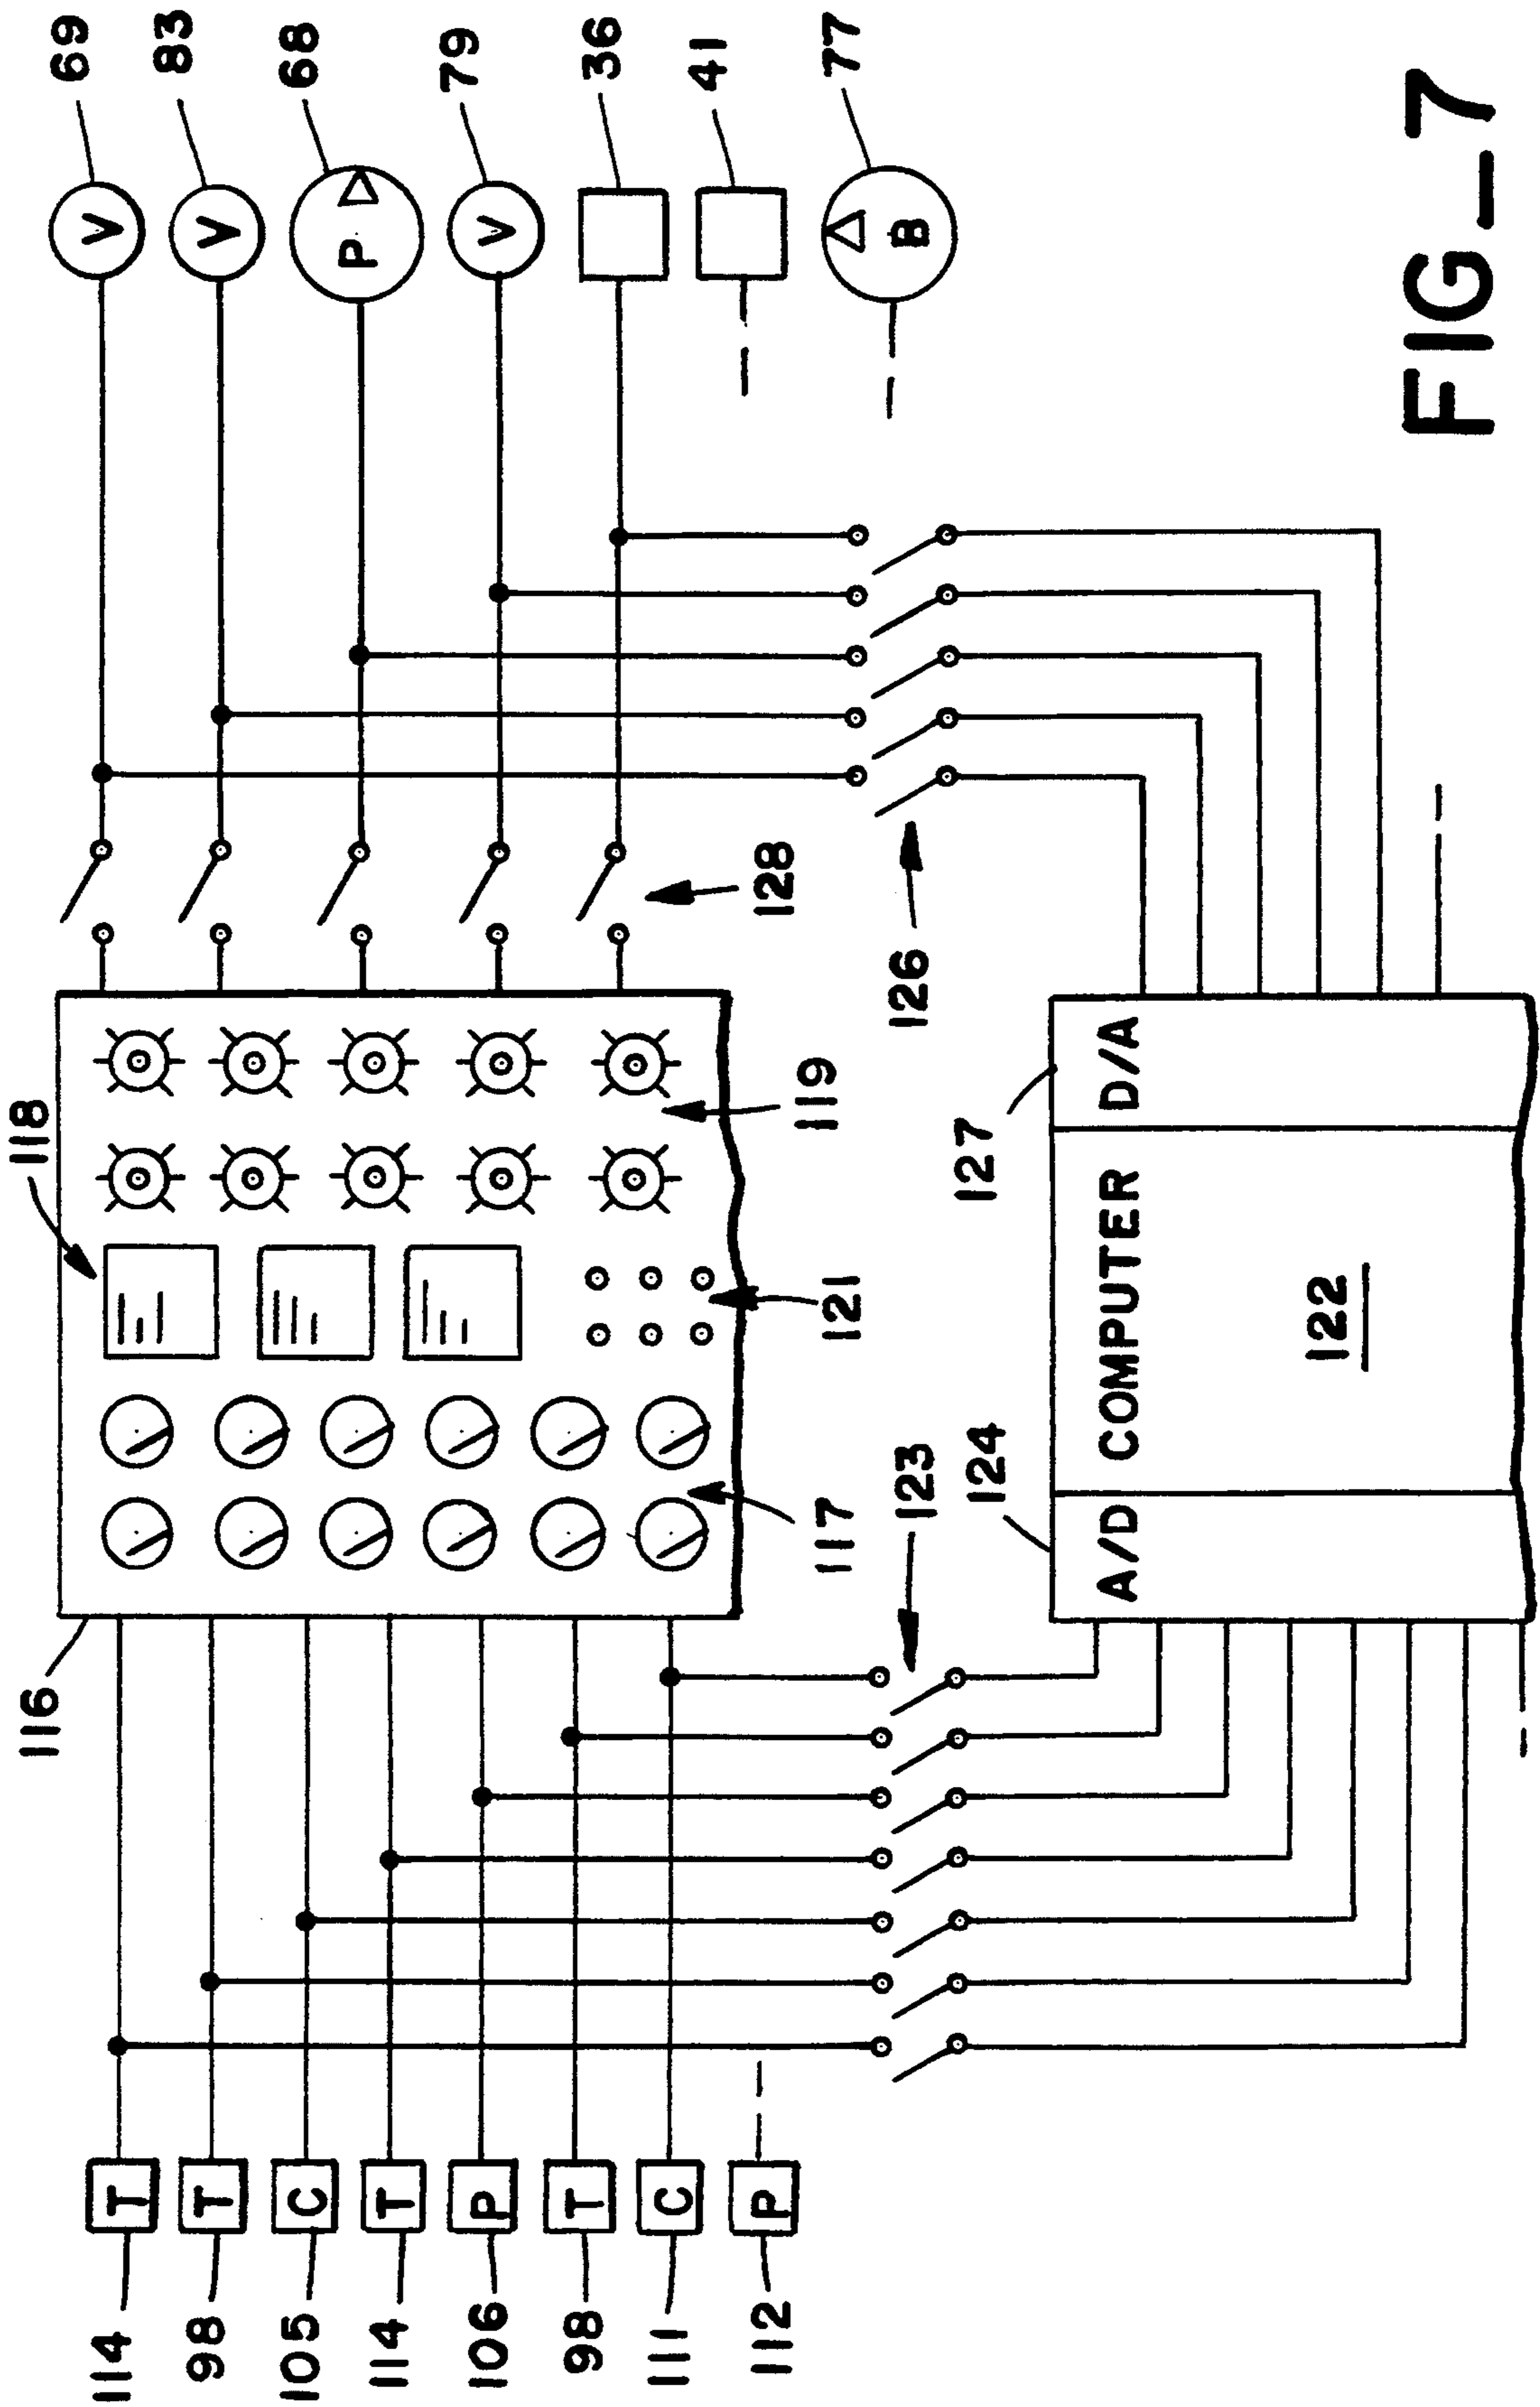 114 T
98 T
105 C
114 T
106 P
98 T
111 C
112 P
116
118
117
121
119
128
V 69
V 83
P 68
V 79
36
41
B 77
123
124
A/D COMPUTER D/A
122
127
126
FIG_7